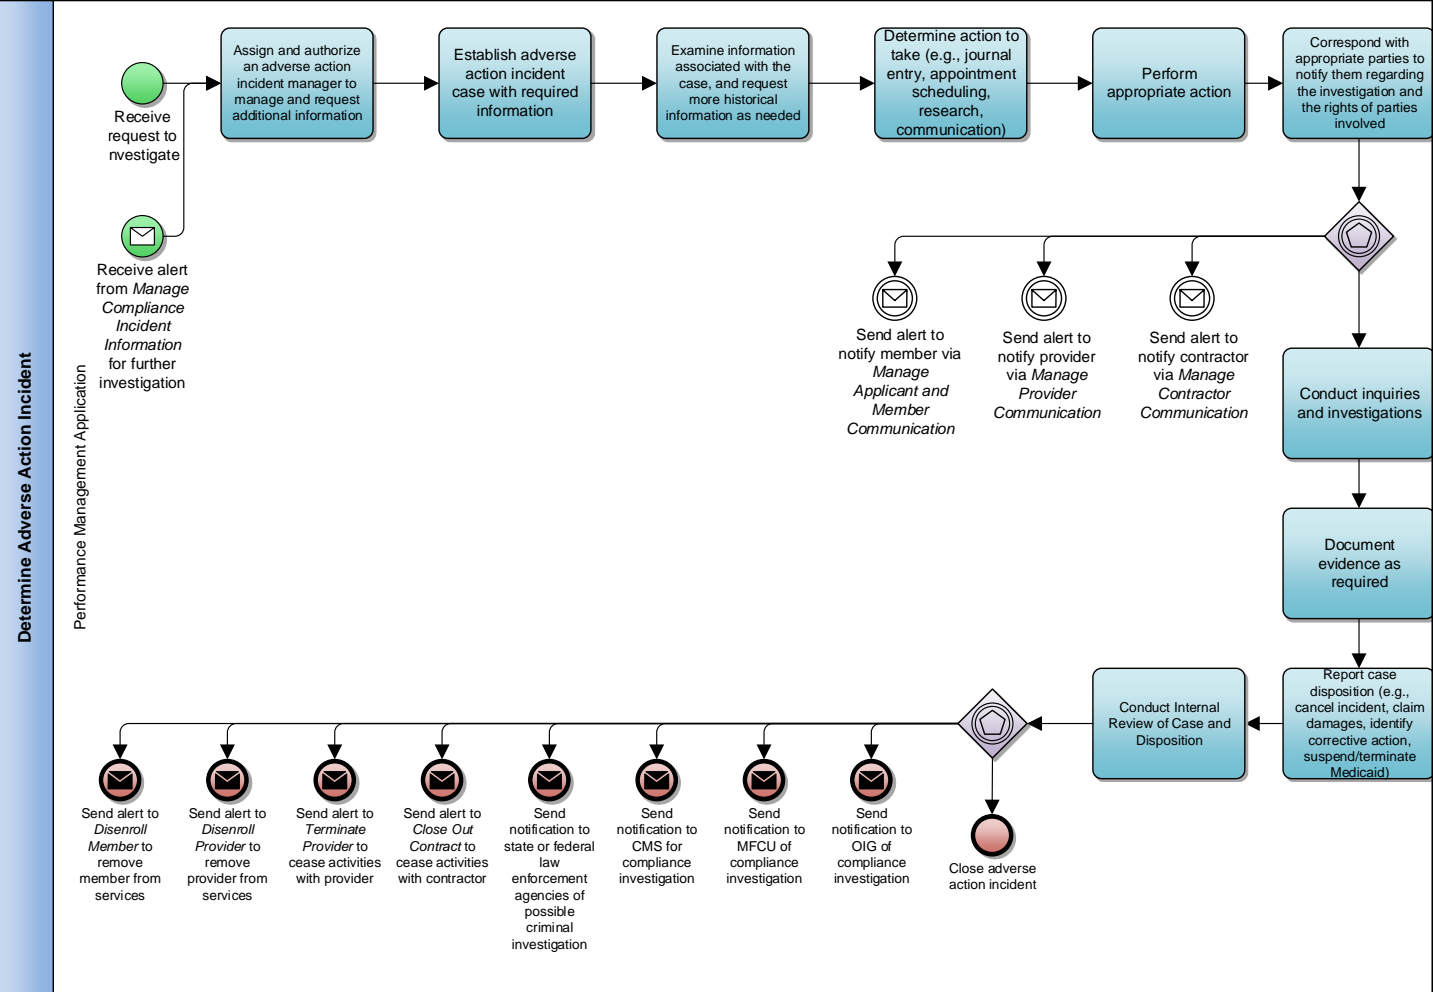 Determine Adverse Action Incident
Performance Management Application
Receive
request to
nvestigate
Receive alert
from Manage
Compliance
Incident
Information
for further
investigation
Assign and authorize
an adverse action
incident manager to
manage and request
additional information
Establish adverse
action incident
case with required
information
Examine information
associated with the
case, and request
more historical
information as needed
Determine action to
take (e.g., journal
entry, appointment
scheduling,
research,
communication)
Perform
appropriate action
Correspond with
appropriate parties to
notify them regarding
the investigation and
the rights of parties
involved
Send alert to
notify member via
Manage
Applicant and
Member
Communication
Send alert to
notify provider
via Manage
Provider
Communication
Send alert to
notify contractor
via Manage
Contractor
Communication
Conduct inquiries
and investigations
Document
evidence as
required
Report case
disposition (e.g.,
cancel incident, claim
damages, identify
corrective action,
suspend/terminate
Medicaid)
Conduct Internal
Review of Case and
Disposition
Send alert to
Disenroll
Member to
remove
member from
services
Send alert to
Disenroll
Provider to
remove
provider from
services
Send alert to
Terminate
Provider to
cease activities
with provider
Send alert to
Close Out
Contract to
cease activities
with contractor
Send
notification to
state or federal
law
enforcement
agencies of
possible
criminal
investigation
Send
notification to
CMS for
compliance
investigation
Send
notification to
MFCU of
compliance
investigation
Send
notification to
OIG of
compliance
investigation
Close adverse
action incident